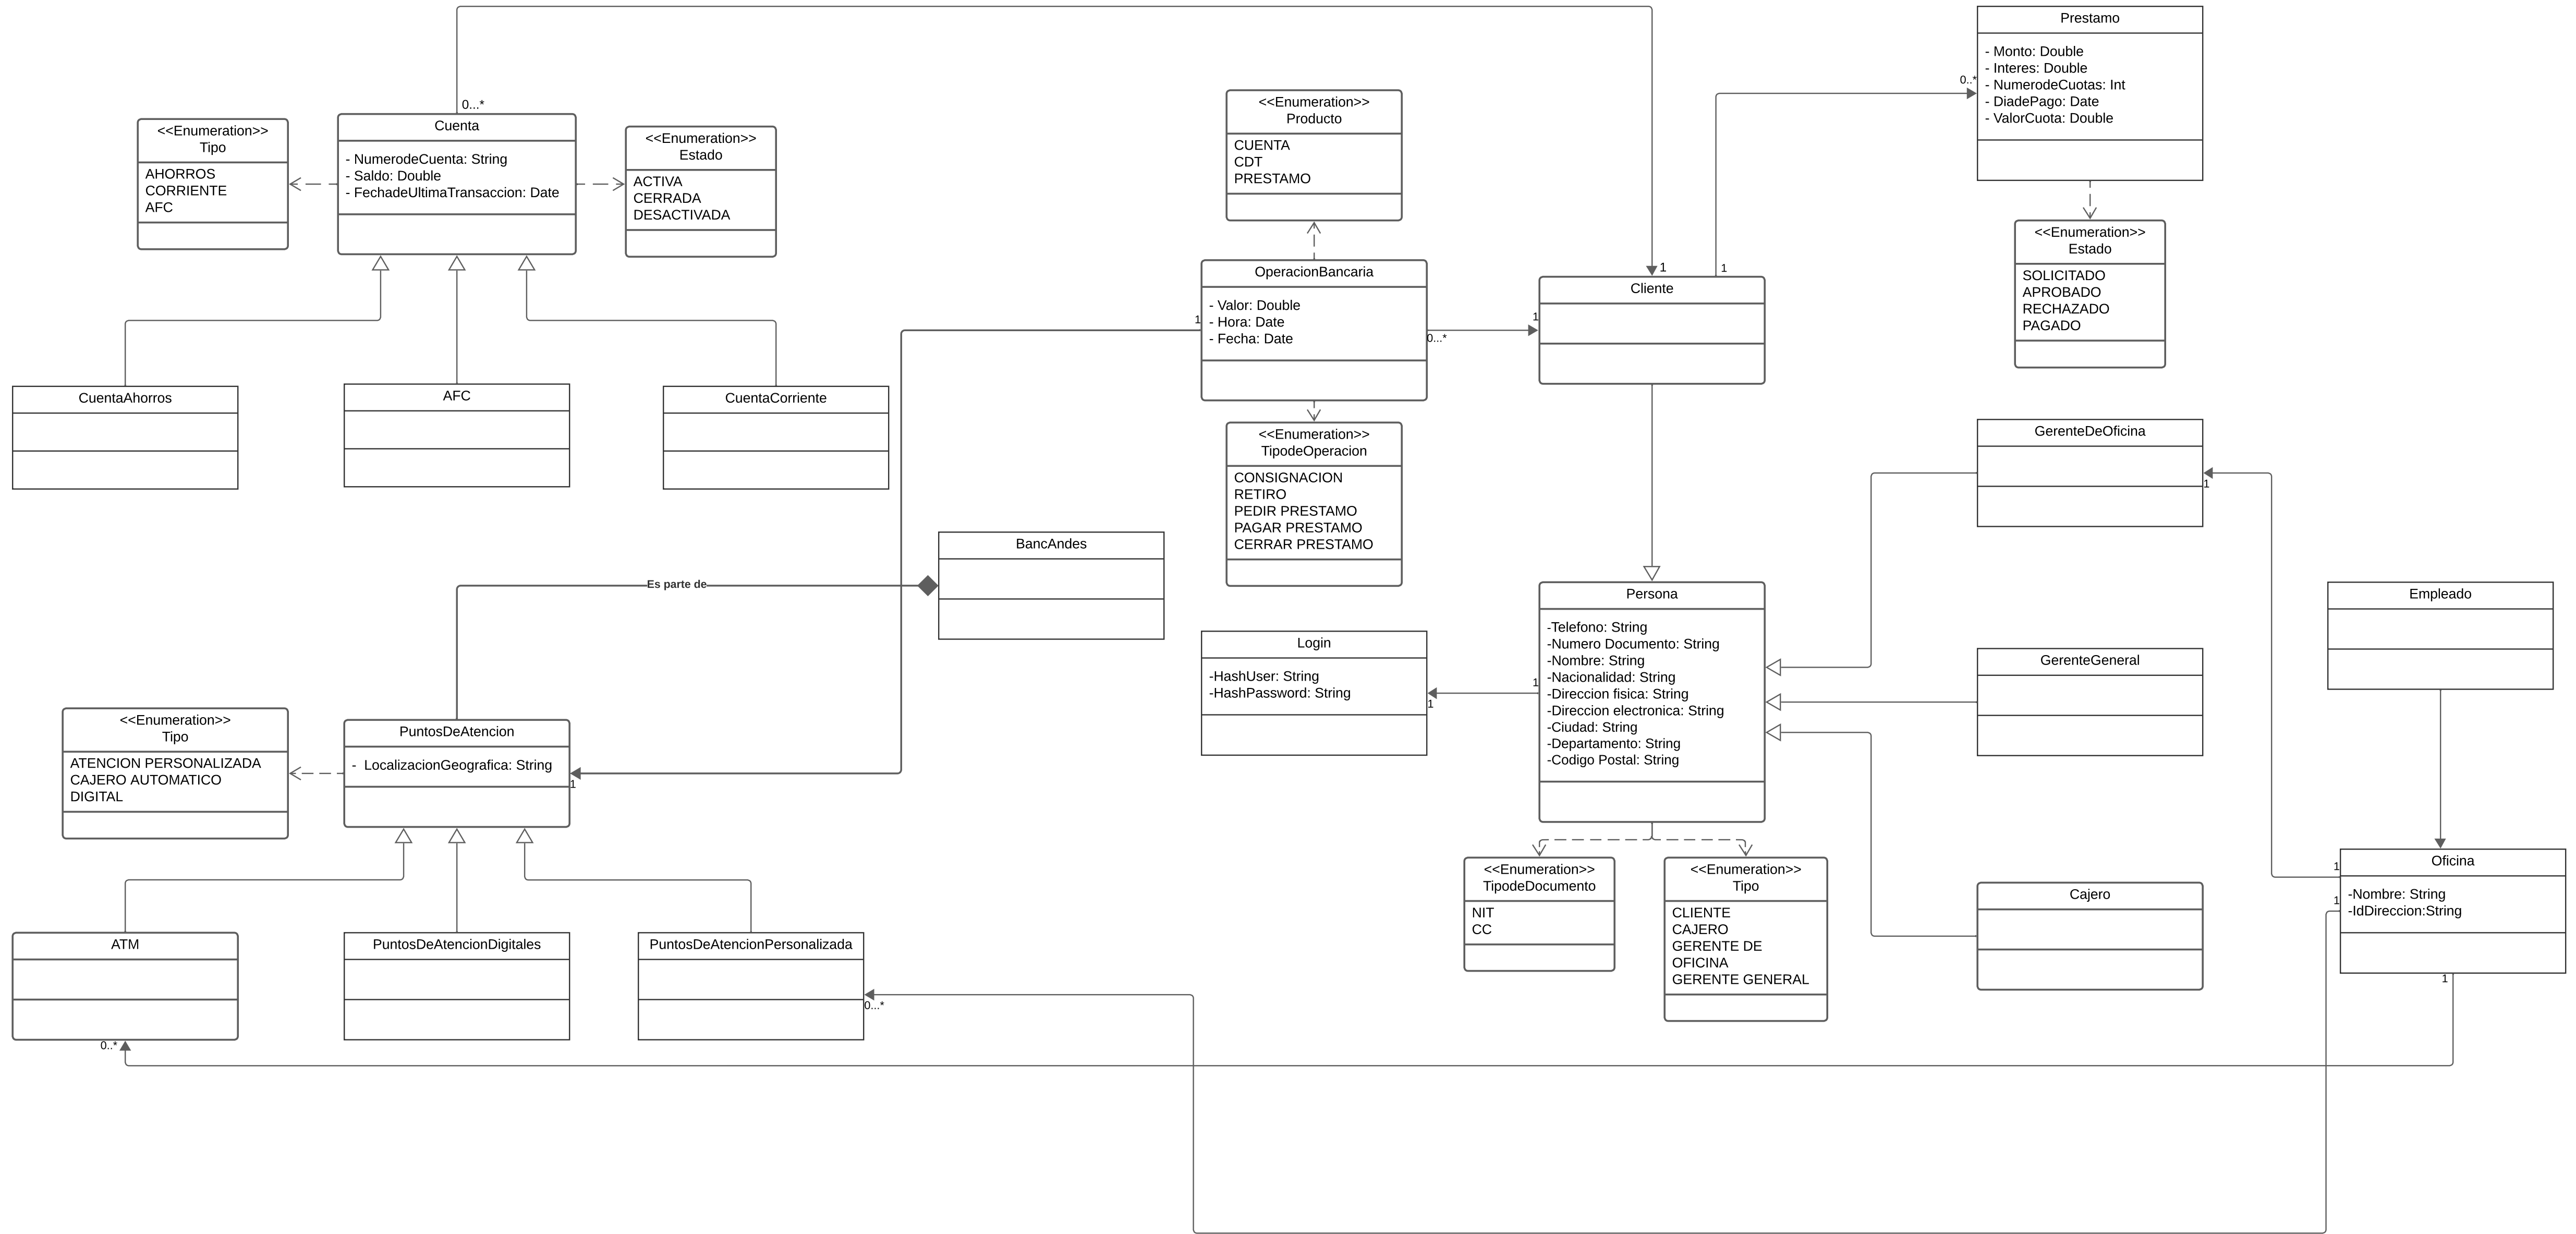 Prestamo
- Monto: Double
- Interes: Double
- NumerodeCuotas: Int
- DiadePago: Date
- ValorCuota: Double
0..*
1
<<Enumeration>>
Estado
SOLICITADO
APROBADO
RECHAZADO
PAGADO
0...*
1
Cuenta
- NumerodeCuenta: String
- Saldo: Double
- FechadeUltimaTransaccion: Date
<<Enumeration>>
Tipo
AHORROS
CORRIENTE
AFC
<<Enumeration>>
Estado
ACTIVA
CERRADA
DESACTIVADA
CuentaAhorros
AFC
CuentaCorriente
<<Enumeration>>
Producto
CUENTA
CDT
PRESTAMO
OperacionBancaria
- Valor: Double
- Hora: Date
- Fecha: Date
1
0...*
1
Cliente
<<Enumeration>>
TipodeOperacion
CONSIGNACION
RETIRO
PEDIR PRESTAMO
PAGAR PRESTAMO
CERRAR PRESTAMO
GerenteDeOficina
1
BancAndes
Es parte de
Login
-HashUser: String
-HashPassword: String
1
1
Persona
-Telefono: String
-Numero Documento: String
-Nombre: String
-Nacionalidad: String
-Direccion fisica: String
-Direccion electronica: String
-Ciudad: String
-Departamento: String
-Codigo Postal: String
GerenteGeneral
Empleado
<<Enumeration>>
Tipo
ATENCION PERSONALIZADA
CAJERO AUTOMATICO
DIGITAL
PuntosDeAtencion
- LocalizacionGeografica: String
1
<<Enumeration>>
TipodeDocumento
NIT
CC
<<Enumeration>>
Tipo
CLIENTE
CAJERO
GERENTE DE
OFICINA
GERENTE GENERAL
Cajero
Oficina
-Nombre: String
-IdDireccion:String
1
1
1
ATM
0..*
PuntosDeAtencionDigitales
PuntosDeAtencionPersonalizada
0...*